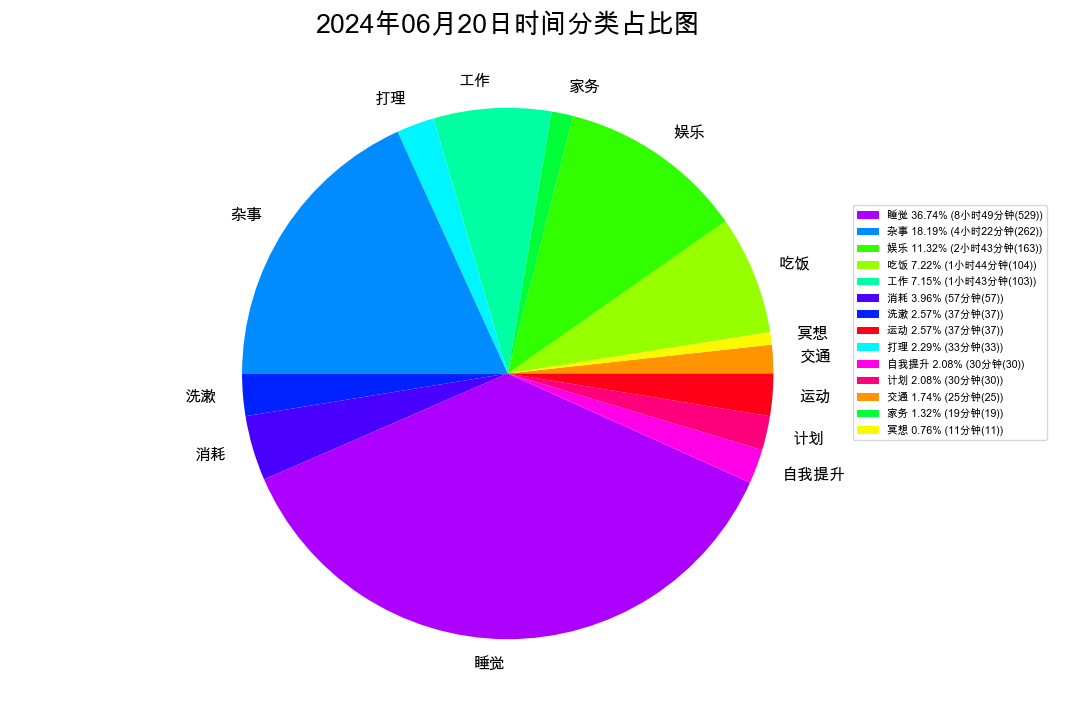 2024年06月20日时间分类占比图
工作
家务
打理
娱乐
杂事
吃饭
冥想
交通
洗漱
运动
计划
消耗
自我提升
睡觉
睡觉 36.74% (8小时49分钟(529))
杂事 18.19% (4小时22分钟(262))
娱乐 11.32% (2小时43分钟(163))
吃饭 7.22% (1小时44分钟(104))
工作 7.15% (1小时43分钟(103))
消耗 3.96% (57分钟(57))
洗漱 2.57% (37分钟(37))
运动 2.57% (37分钟(37))
打理 2.29% (33分钟(33))
自我提升 2.08% (30分钟(30))
计划 2.08% (30分钟(30))
交通 1.74% (25分钟(25))
家务 1.32% (19分钟(19))
冥想 0.76% (11分钟(11))